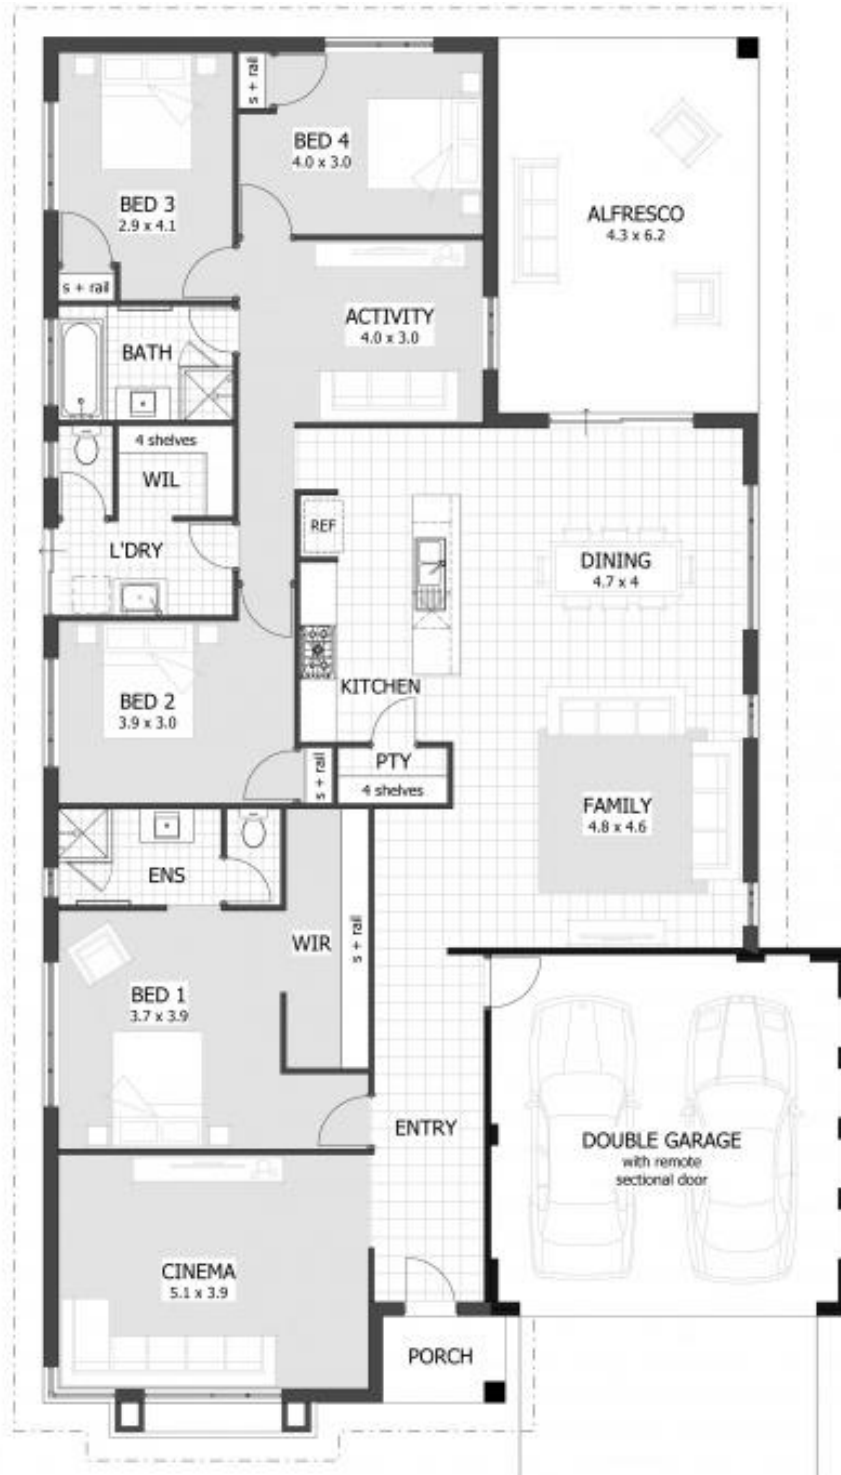 s + rail
BED 4
4.0 x 3.0
BED 3
2.9 x 4.1
ALFRESCO
4.3 x 6.2
s + rail
ACTIVITY
4.0 x 3.0
BATH
4 shelves
WIL
REF
L'DRY
DINING
4.7 x 4
KITCHEN
BED 2
3.9 x 3.0
s + rail
PTY
4 shelves
FAMILY
4.8 x 4.6
ENS
WIR
s + rail
BED 1
3.7 x 3.9
ENTRY
DOUBLE GARAGE
with remote
sectional door
CINEMA
5.1 x 3.9
PORCH